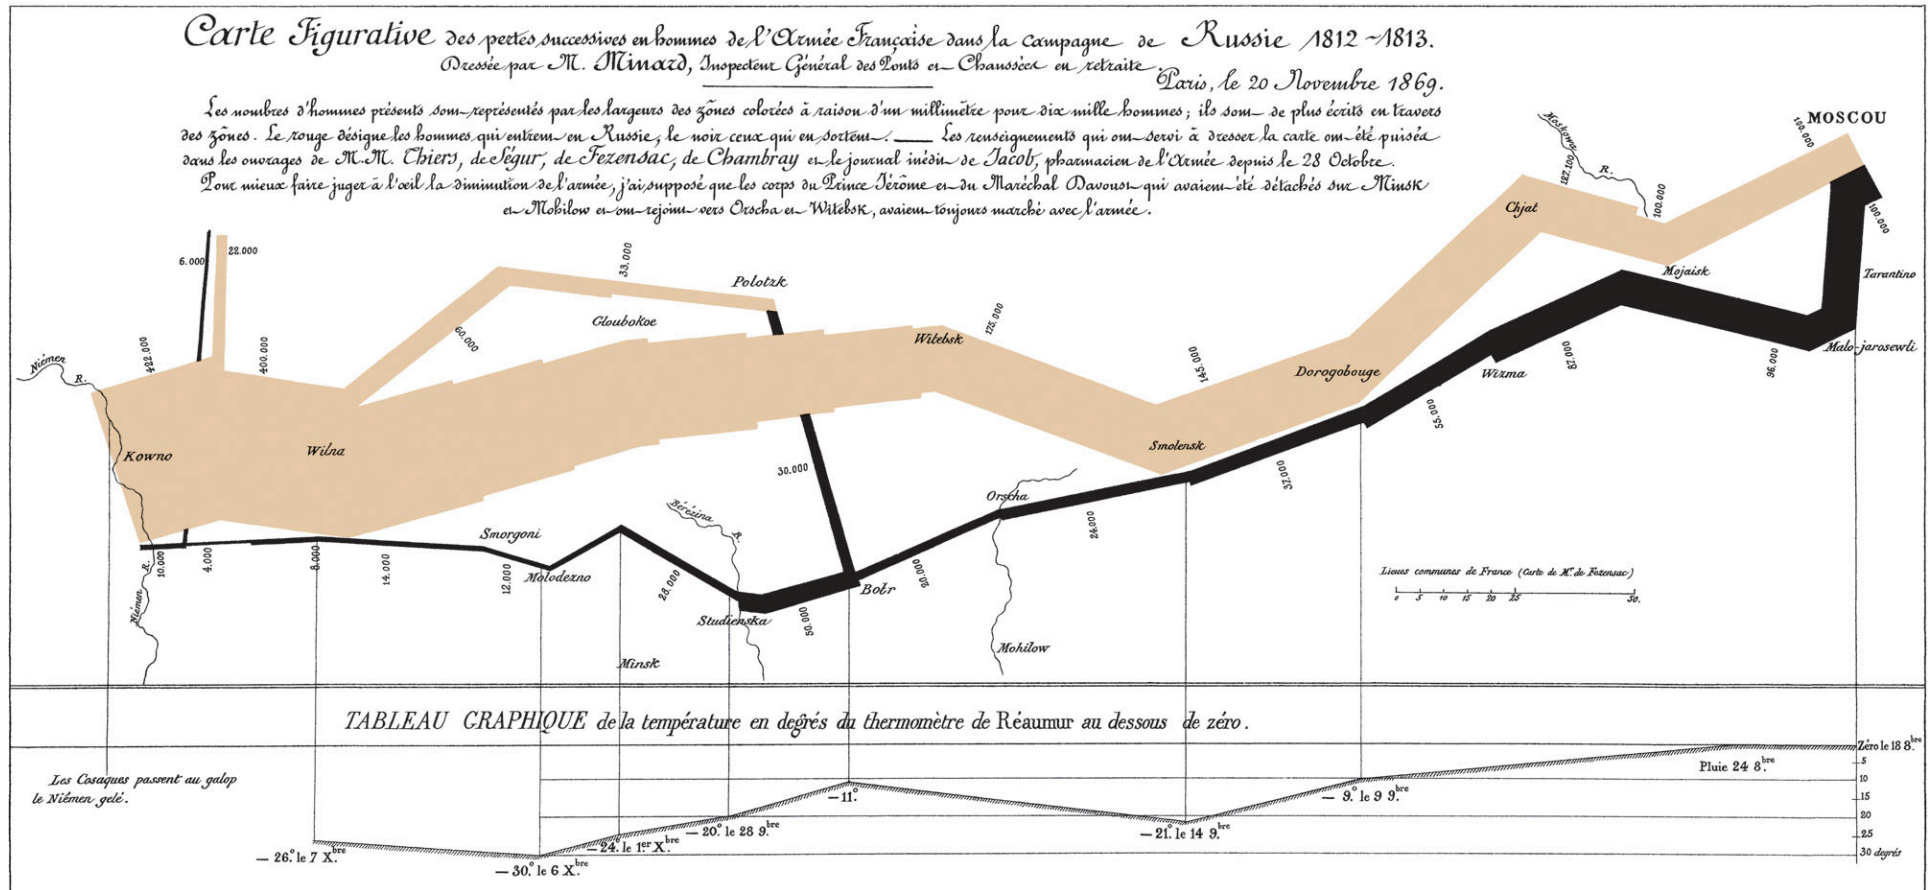 Carte Figurative des pertes successives en hommes de l'Armée Française dans la campagne de Russie 1812~1813.
Dressée par M. Minard, Inspecteur Général des Ponts et Chaussées en retraite.
Paris, le 20 Novembre 1869.
Les nombres d'hommes présents sont représentés par les largeurs des zônes colorées à raison d'un millimètre pour dix mille hommes; ils sont de plus écrits en travers
des zônes. Le rouge désigne les hommes qui entrent en Russie, le noir ceux qui en sortent. — Les renseignements qui ont servi à dresser la carte ont été puisés
dans les ouvrages de M.M. Thiers, de Ségur, de Fezensac, de Chambray et le journal inédit de Jacob, pharmacien de l'Armée depuis le 28 Octobre.
Pour mieux faire juger à l'œil la diminution de l'armée, j'ai supposé que les corps du Prince Jérôme et du Maréchal Davoust qui avaient été détachés sur Minsk
et Mohilow et ont rejoint vers Orscha et Witebsk, avaient toujours marché avec l'armée.
MOSCOU
100.000
100.000
Moskowa R.
127.100
100.000
Chjat
Mojaisk
Tarantino
Malo-jarosewli
96.000
87.000
Wizma
55.000
6.000
22.000
33.000
Polotzk
Gloubokoe
60.000
422.000
400.000
Niémen R.
Kowno
Wilna
Witebsk
175.000
145.000
Dorogobouge
Smolensk
37.000
30.000
Orscha
24.000
Bérézina R.
Smorgoni
Molodezno
10.000
4.000
8.000
14.000
12.000
28.000
Studienska
50.000
Botr
20.000
Niémen R.
Minsk
Mohilow
Lieues communes de France (Carte de M. de Fezensac)
0 5 10 15 20 25 50.
TABLEAU GRAPHIQUE de la température en degrés du thermomètre de Réaumur au dessous de zéro.
Les Cosaques passent au galop
le Niémen gelé.
Zéro le 18 8.bre
5
10
15
20
25
30 degrés
Pluie 24 8.bre
— 9.° le 9 9.bre
— 21.° le 14 9.bre
—11.°
— 20.° le 28 9.bre
— 24.° le 1.er X.bre
— 30.° le 6 X.bre
— 26.° le 7 X.bre